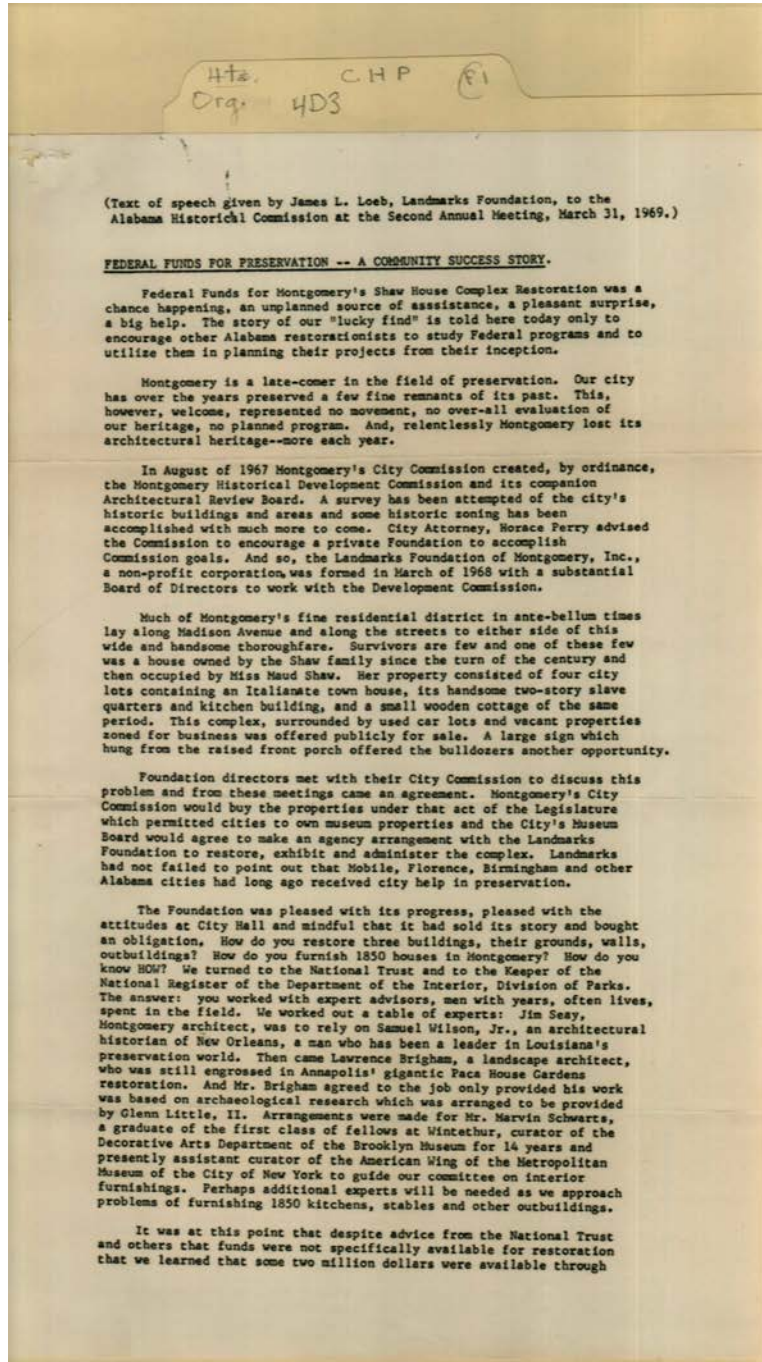 Hts. CHP F1
Org. 4D3
(Text of speech given by James L. Loeb, Landmarks Foundation, to the
Alabama Historical Commission at the Second Annual Meeting, March 31, 1969.)
FEDERAL FUNDS FOR PRESERVATION -- A COMMUNITY SUCCESS STORY.
Federal Funds for Montgomery's Shaw House Complex Restoration was a
chance happening, an unplanned source of asssistance, a pleasant surprise,
a big help. The story of our "lucky find" is told here today only to
encourage other Alabama restorationists to study Federal programs and to
utilize them in planning their projects from their inception.
Montgomery is a late-comer in the field of preservation. Our city
has over the years preserved a few fine remnants of its past. This,
however, welcome, represented no movement, no over-all evaluation of
our heritage, no planned program. And, relentlessly Montgomery lost its
architectural heritage--more each year.
In August of 1967 Montgomery's City Commission created, by ordinance,
the Montgomery Historical Development Commission and its companion
Architectural Review Board. A survey has been attempted of the city's
historic buildings and areas and some historic zoning has been
accomplished with much more to come. City Attorney, Horace Perry advised
the Commission to encourage a private Foundation to accomplish
Commission goals. And so, the Landmarks Foundation of Montgomery, Inc.,
a non-profit corporation, was formed in March of 1968 with a substantial
Board of Directors to work with the Development Commission.
Much of Montgomery's fine residential district in ante-bellum times
lay along Madison Avenue and along the streets to either side of this
wide and handsome thoroughfare. Survivors are few and one of these few
was a house owned by the Shaw family since the turn of the century and
then occupied by Miss Maud Shaw. Her property consisted of four city
lots containing an Italianate town house, its handsome two-story slave
quarters and kitchen building, and a small wooden cottage of the same
period. This complex, surrounded by used car lots and vacant properties
zoned for business was offered publicly for sale. A large sign which
hung from the raised front porch offered the bulldozers another opportunity.
Foundation directors met with their City Commission to discuss this
problem and from these meetings came an agreement. Montgomery's City
Commission would buy the properties under that act of the Legislature
which permitted cities to own museum properties and the City's Museum
Board would agree to make an agency arrangement with the Landmarks
Foundation to restore, exhibit and administer the complex. Landmarks
had not failed to point out that Mobile, Florence, Birmingham and other
Alabama cities had long ago received city help in preservation.
The Foundation was pleased with its progress, pleased with the
attitudes at City Hall and mindful that it had sold its story and bought
an obligation. How do you restore three buildings, their grounds, walls,
outbuildings? How do you furnish 1850 houses in Montgomery? How do you
know HOW? We turned to the National Trust and to the Keeper of the
National Register of the Department of the Interior, Division of Parks.
The answer: you worked with expert advisors, men with years, often lives,
spent in the field. We worked out a table of experts: Jim Seay,
Montgomery architect, was to rely on Samuel Wilson, Jr., an architectural
historian of New Orleans, a man who has been a leader in Louisiana's
preservation world. Then came Lawrence Brigham, a landscape architect,
who was still engrossed in Annapolis' gigantic Paca House Gardens
restoration. And Mr. Brigham agreed to the job only provided his work
was based on archaeological research which was arranged to be provided
by Glenn Little, II. Arrangements were made for Mr. Marvin Schwarts,
a graduate of the first class of fellows at Wintethur, curator of the
Decorative Arts Department of the Brooklyn Museum for 14 years and
presently assistant curator of the American Wing of the Metropolitan
Museum of the City of New York to guide our committee on interior
furnishings. Perhaps additional experts will be needed as we approach
problems of furnishing 1850 kitchens, stables and other outbuildings.
It was at this point that despite advice from the National Trust
and others that funds were not specifically available for restoration
that we learned that some two million dollars were available through